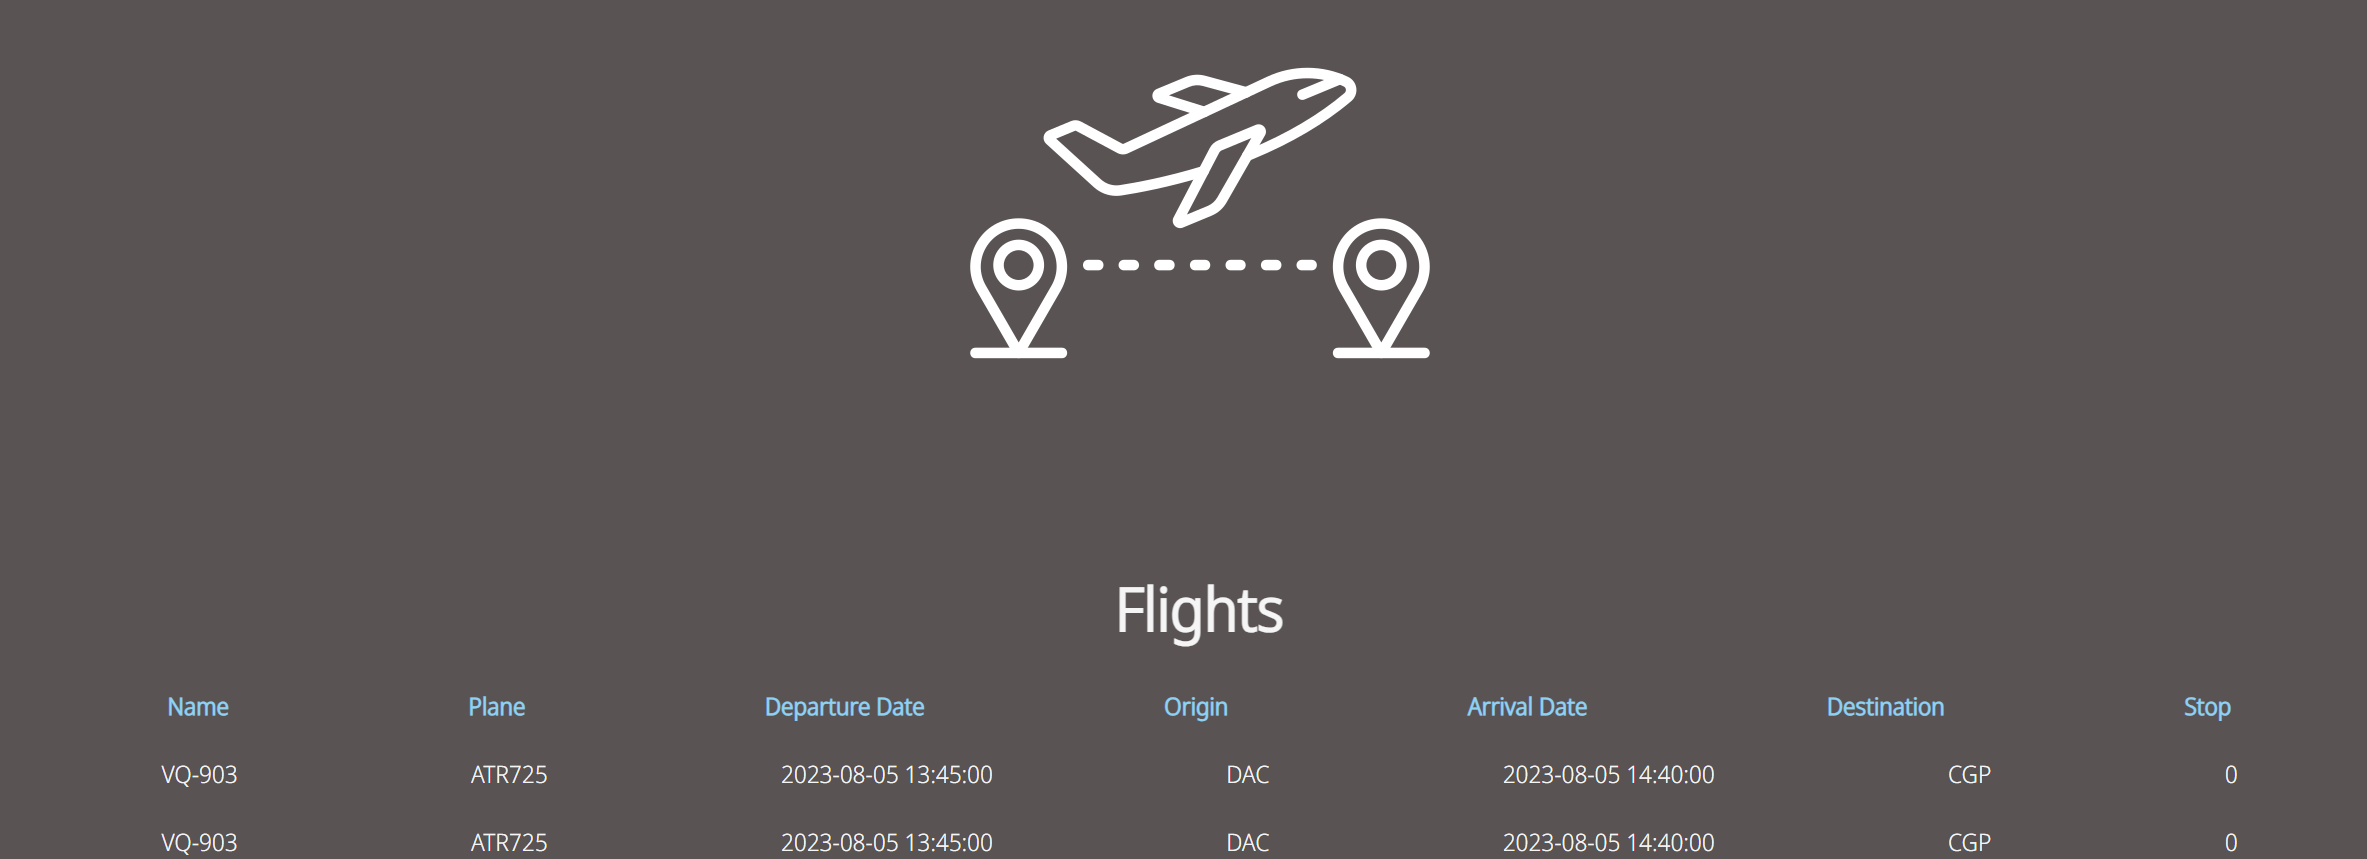 Flights
Name Plane Departure Date Origin Arrival Date Destination Stop
VQ-903 ATR725 2023-08-05 13:45:00 DAC 2023-08-05 14:40:00 CGP 0
VQ-903 ATR725 2023-08-05 13:45:00 DAC 2023-08-05 14:40:00 CGP 0